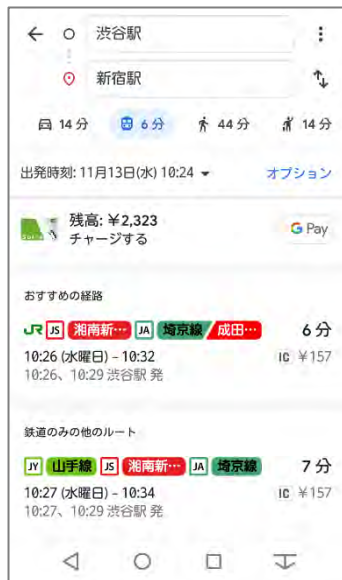 渋谷駅
新宿駅
14 分 6 分 44 分 14 分
出発時刻: 11月13日(水) 10:24 オプション
残高: ¥2,323
チャージする G Pay
おすすめの経路
JR JS 湘南新… JA 埼京線 成田… 6 分
10:26 (水曜日) – 10:32 IC ¥157
10:26、10:29 渋谷駅 発
鉄道のみの他のルート
JY 山手線 JS 湘南新… JA 埼京線 7 分
10:27 (水曜日) – 10:34 IC ¥157
10:27、10:29 渋谷駅 発